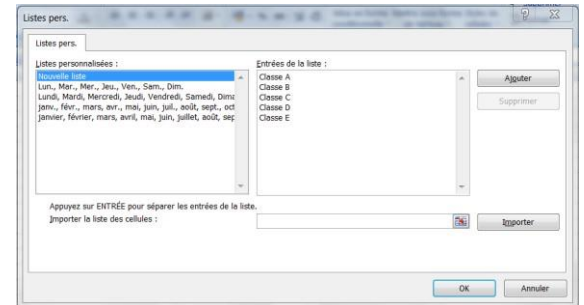 Listes pers.
Listes pers.
Listes personnalisées :
Nouvelle liste
Lun., Mar., Mer., Jeu., Ven., Sam., Dim.
Lundi, Mardi, Mercredi, Jeudi, Vendredi, Samedi, Dima
janv., févr., mars, avr., mai, juin, juil., août, sept., oct
janvier, février, mars, avril, mai, juin, juillet, août, sep
Entrées de la liste :
Classe A
Classe B
Classe C
Classe D
Classe E
Ajouter
Supprimer
Appuyez sur ENTRÉE pour séparer les entrées de la liste.
Importer la liste des cellules :
Importer
OK
Annuler